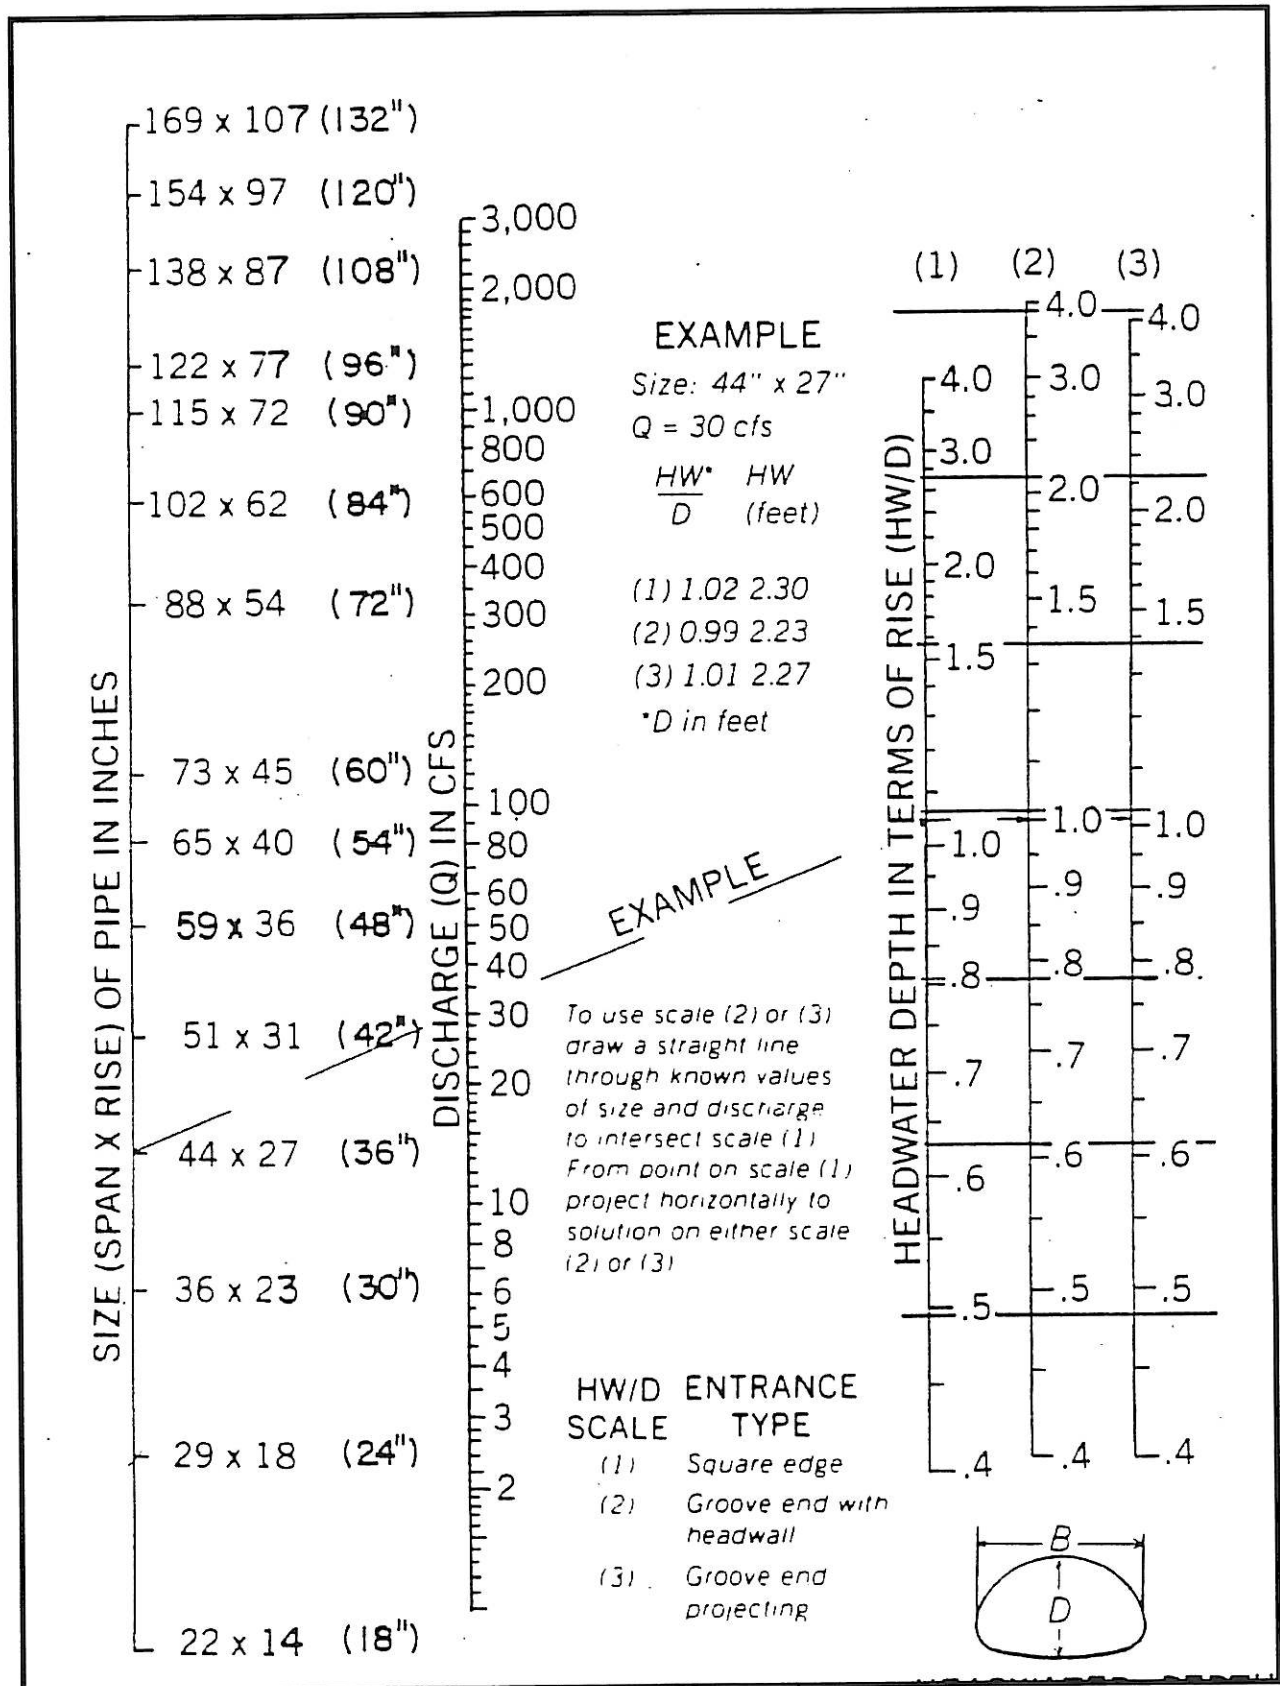 SIZE (SPAN X RISE) OF PIPE IN INCHES
169 x 107 (132")
154 x 97 (120")
138 x 87 (108")
122 x 77 (96")
115 x 72 (90")
102 x 62 (84")
88 x 54 (72")
73 x 45 (60")
65 x 40 (54")
59 x 36 (48")
51 x 31 (42")
44 x 27 (36")
36 x 23 (30")
29 x 18 (24")
22 x 14 (18")
DISCHARGE (Q) IN CFS
3,000
2,000
1,000
800
600
500
400
300
200
100
80
60
50
40
30
20
10
8
6
5
4
3
2
EXAMPLE
Size: 44" x 27"
Q = 30 cfs
HW* HW
D (feet)
(1) 1.02 2.30
(2) 0.99 2.23
(3) 1.01 2.27
*D in feet
EXAMPLE
To use scale (2) or (3)
draw a straight line
through known values
of size and discharge
to intersect scale (1)
From point on scale (1)
project horizontally to
solution on either scale
(2) or (3)
HW/D ENTRANCE
SCALE TYPE
(1) Square edge
(2) Groove end with
headwall
(3) Groove end
projecting
HEADWATER DEPTH IN TERMS OF RISE (HW/D)
(1)
4.0
3.0
2.0
1.5
1.0
.9
.8
.7
.6
.5
.4
(2)
4.0
3.0
2.0
1.5
1.0
.9
.8
.7
.6
.5
.4
(3)
4.0
3.0
2.0
1.5
1.0
.9
.8
.7
.6
.5
.4
B
D